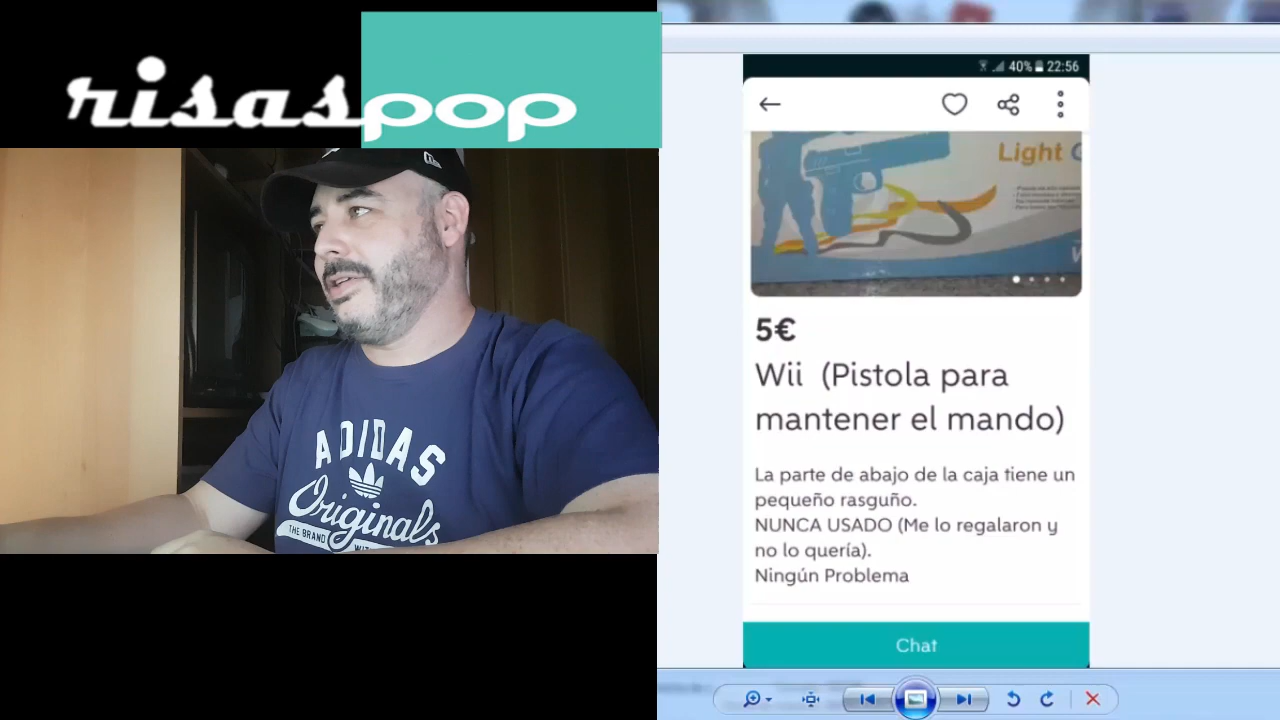 risaspop
40% 22:56
Light
5€
Wii (Pistola para
mantener el mando)
La parte de abajo de la caja tiene un
pequeño rasguño.
NUNCA USADO (Me lo regalaron y
no lo quería).
Ningún Problema
Chat
ADIDAS
Originals
THE BRAND